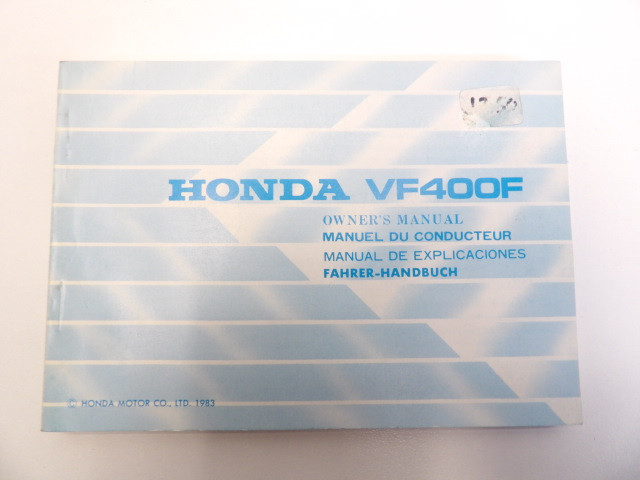 HONDA VF400F
OWNER'S MANUAL
MANUEL DU CONDUCTEUR
MANUAL DE EXPLICACIONES
FAHRER-HANDBUCH
© HONDA MOTOR CO., LTD. 1983